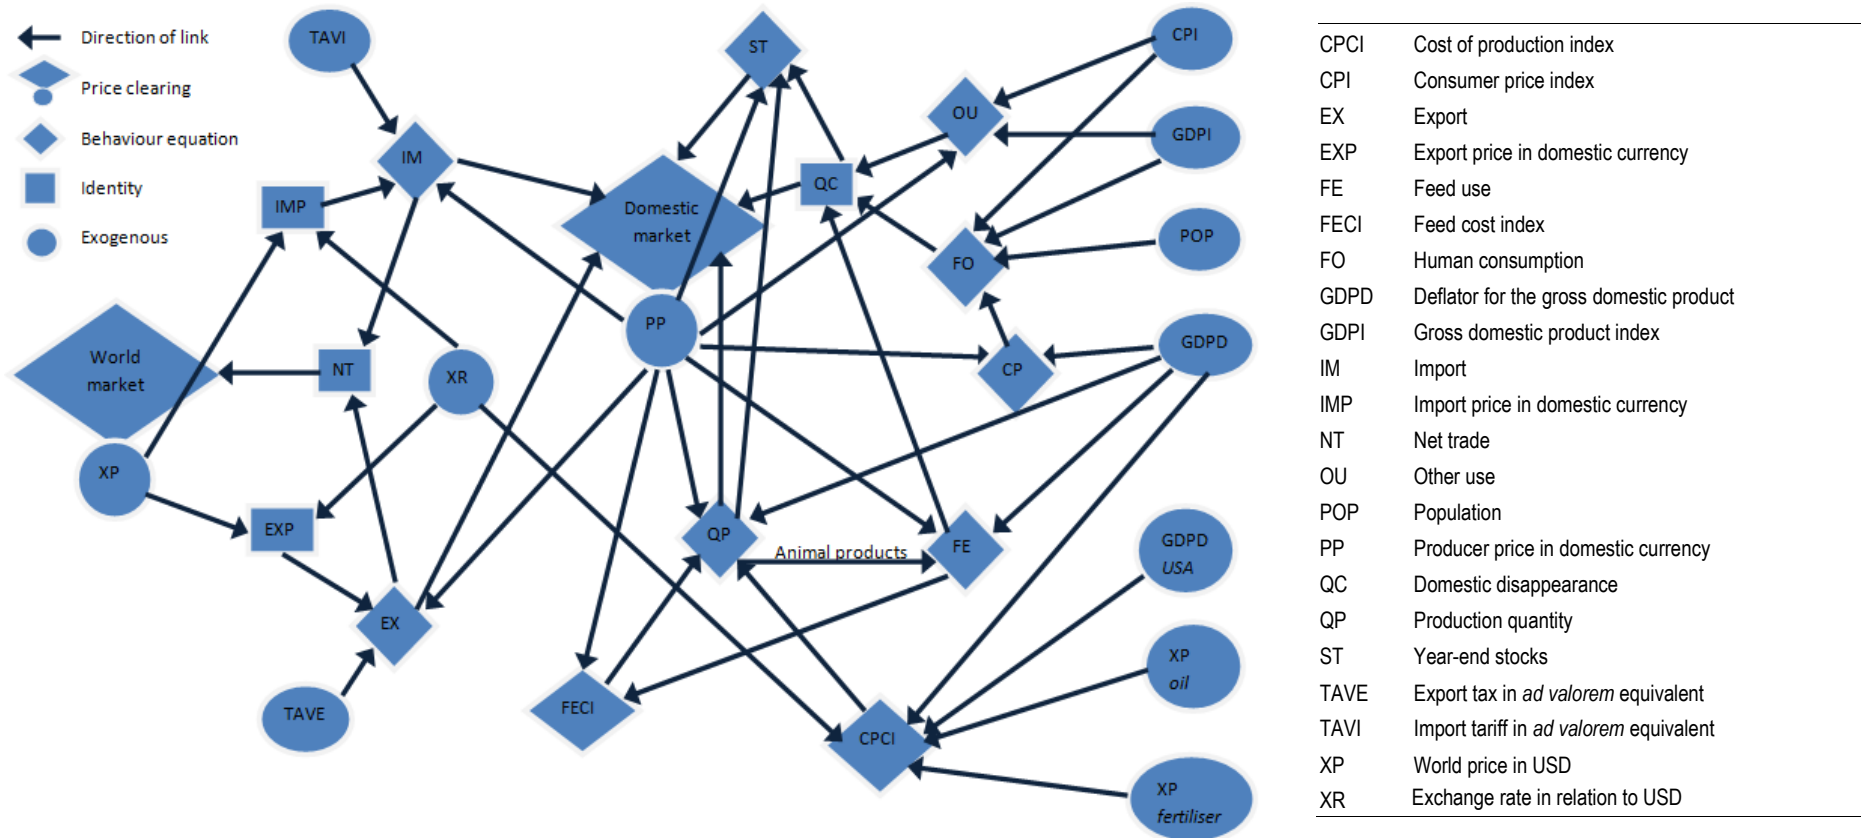 Direction of link
Price clearing
Behaviour equation
Identity
Exogenous
TAVI
ST
CPI
OU
GDPI
IM
QC
IMP
Domestic
market
POP
FO
PP
GDPD
World
market
NT
XR
CP
XP
EXP
QP
Animal products
FE
GDPD
USA
EX
XP
oil
TAVE
FECI
CPCI
XP
fertiliser
CPCI Cost of production index
CPI Consumer price index
EX Export
EXP Export price in domestic currency
FE Feed use
FECI Feed cost index
FO Human consumption
GDPD Deflator for the gross domestic product
GDPI Gross domestic product index
IM Import
IMP Import price in domestic currency
NT Net trade
OU Other use
POP Population
PP Producer price in domestic currency
QC Domestic disappearance
QP Production quantity
ST Year-end stocks
TAVE Export tax in ad valorem equivalent
TAVI Import tariff in ad valorem equivalent
XP World price in USD
XR Exchange rate in relation to USD